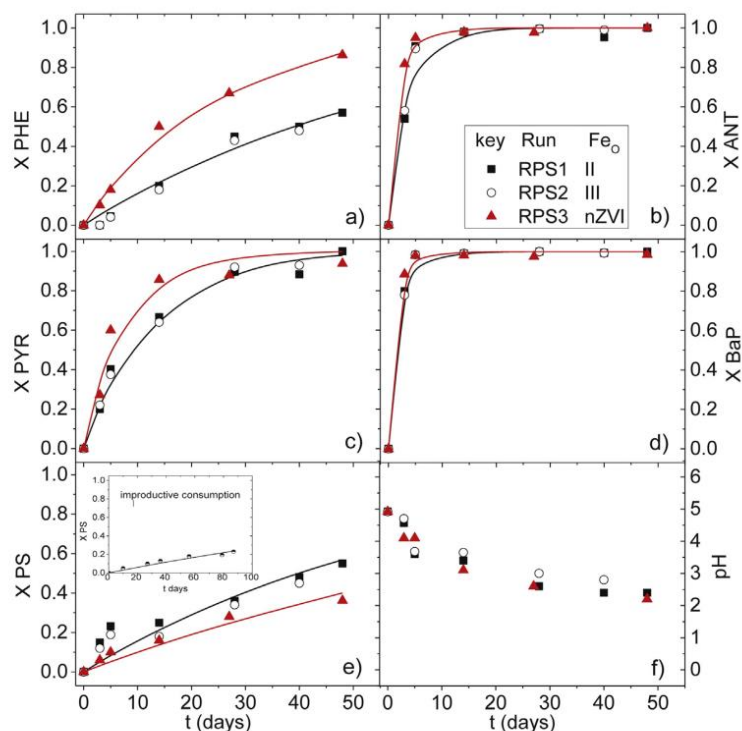 1.0
0.8
0.6
0.4
0.2
0.0
X PHE
a)
b)
key Run Fe O
RPS1 II
RPS2 III
RPS3 nZVI
1.0
0.8
0.6
0.4
0.2
0.0
X ANT
1.0
0.8
0.6
0.4
0.2
0.0
X PYR
c)
d)
1.0
0.8
0.6
0.4
0.2
0.0
X BaP
1.0
0.8
0.6
0.4
0.2
0.0
X PS
1.0
0.8
0.6
0.4
0.2
0.0
X PS
improductive consumption
0 20 40 60 80 100
t days
e)
f)
6
5
4
3
2
1
0
pH
0 10 20 30 40 50
t (days)
0 10 20 30 40 50
t (days)